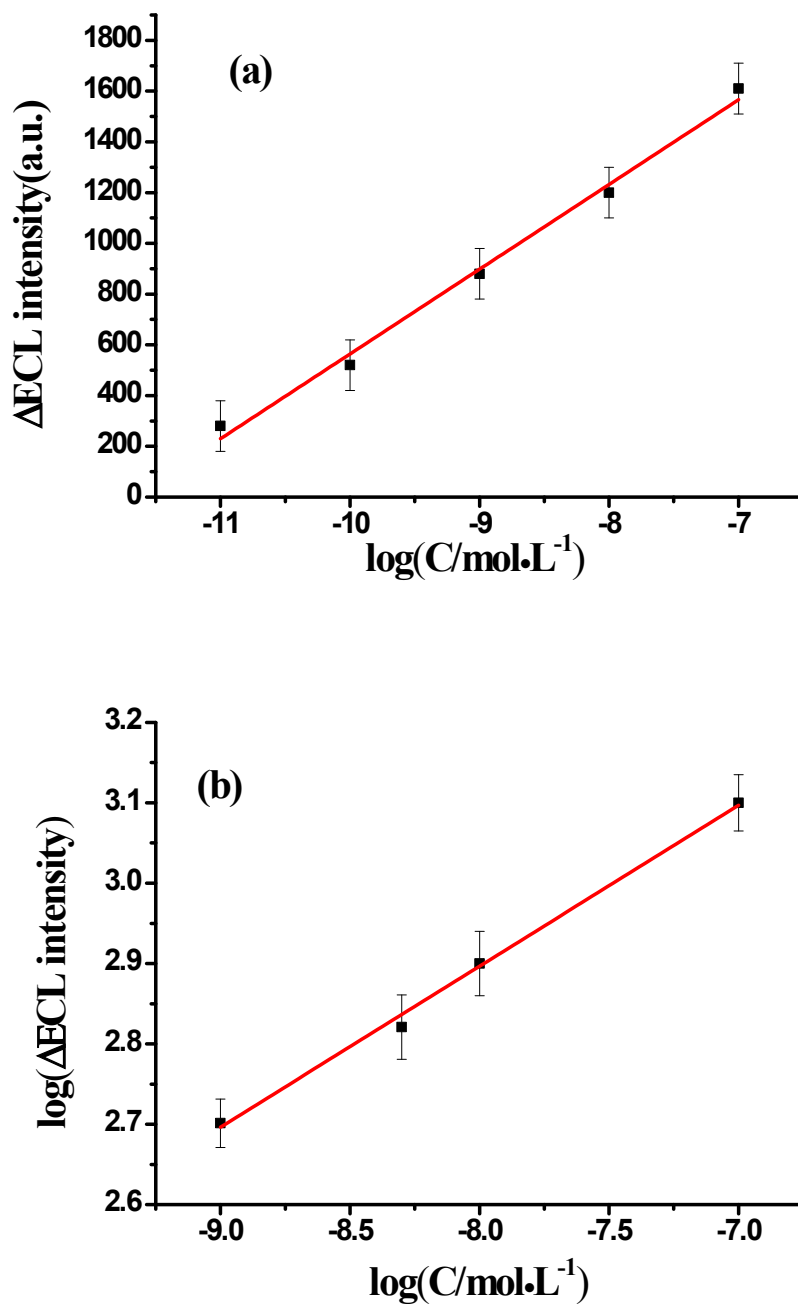 (a)
ΔECL intensity(a.u.)
1800
1600
1400
1200
1000
800
600
400
200
0
-11 -10 -9 -8 -7
log(C/mol•L⁻¹)
(b)
log(ΔECL intensity)
3.2
3.1
3.0
2.9
2.8
2.7
2.6
-9.0 -8.5 -8.0 -7.5 -7.0
log(C/mol•L⁻¹)